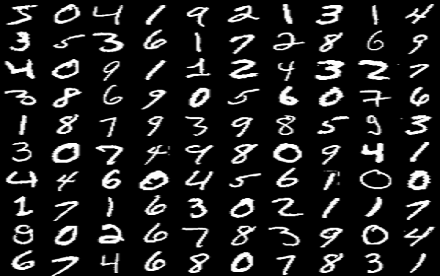 5 0 4 1 9 2 1 3 1 4
3 5 3 6 1 7 2 8 6 9
4 0 9 1 1 2 4 3 2 7
3 8 6 9 0 5 6 0 7 6
1 8 7 9 3 9 8 5 9 3
3 0 7 4 9 8 0 9 4 1
4 4 6 0 4 5 6 1 0 0
1 7 1 6 3 0 2 1 1 7
9 0 2 6 7 8 3 9 0 4
6 7 4 6 8 0 7 8 3 1